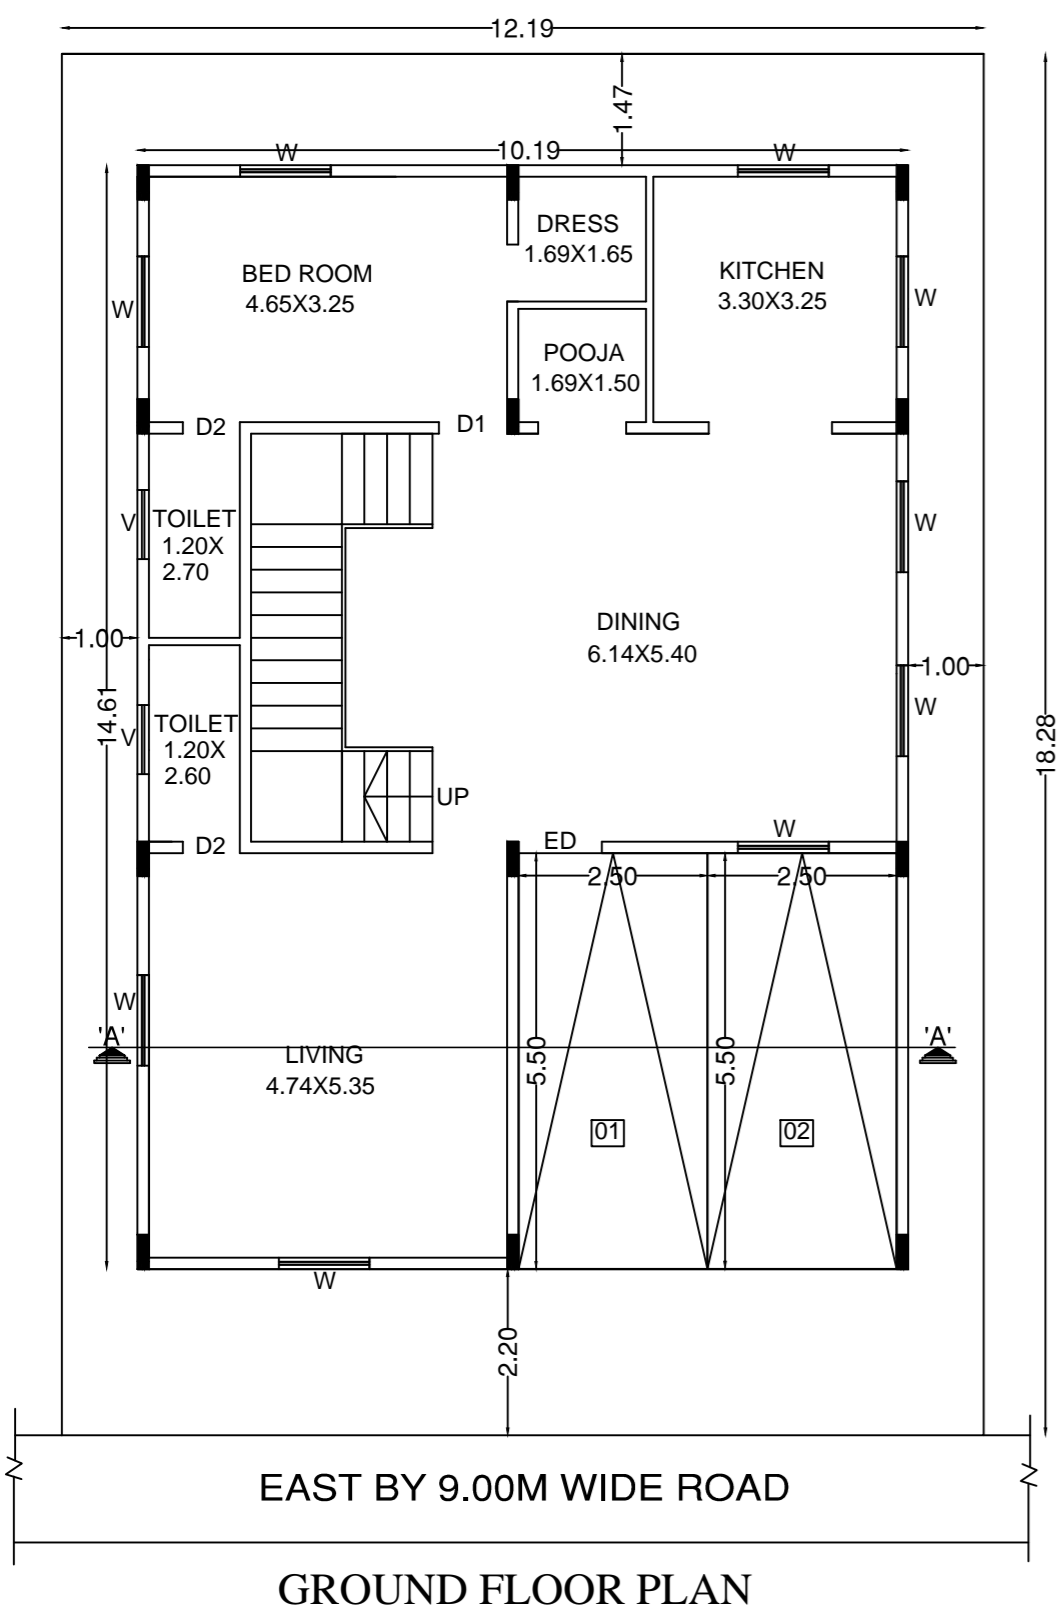 12.19
1.47
10.19
W
W
DRESS
1.69X1.65
BED ROOM
4.65X3.25
KITCHEN
3.30X3.25
W
W
POOJA
1.69X1.50
D2
D1
TOILET
1.20X
2.70
V
W
DINING
6.14X5.40
1.00
1.00
14.61
TOILET
1.20X
2.60
V
W
18.28
UP
D2
ED
W
2.50
2.50
W
'A'
'A'
LIVING
4.74X5.35
5.50
5.50
01
02
W
2.20
EAST BY 9.00M WIDE ROAD
GROUND FLOOR PLAN